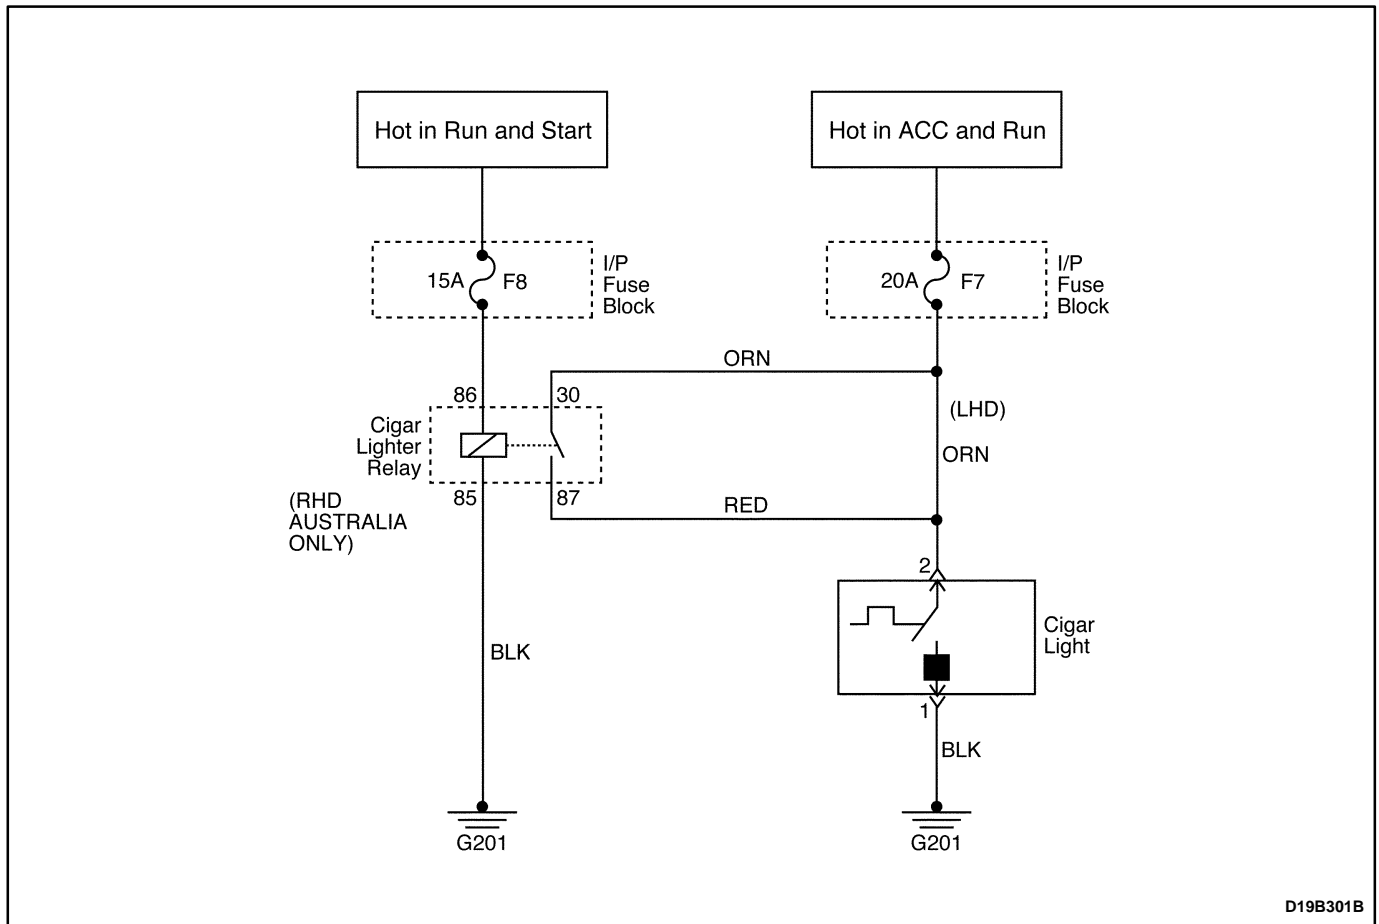 Hot in Run and Start
Hot in ACC and Run
15A
F8
I/P
Fuse
Block
20A
F7
I/P
Fuse
Block
ORN
86
30
(LHD)
Cigar
Lighter
Relay
ORN
85
87
RED
(RHD
AUSTRALIA
ONLY)
2
Cigar
Light
BLK
1
BLK
G201
G201
D19B301B